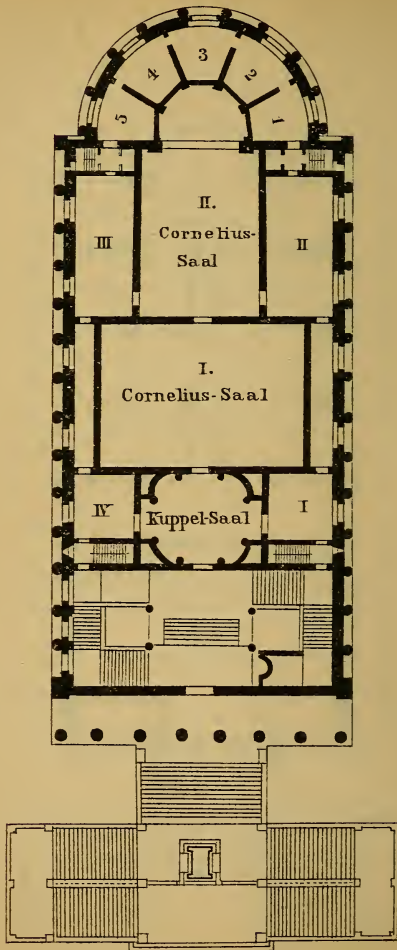 3
4
2
5
1
II.
Cornelius-
Saal
III
II
I.
Cornelius-Saal
IV
Kuppel-Saal
I